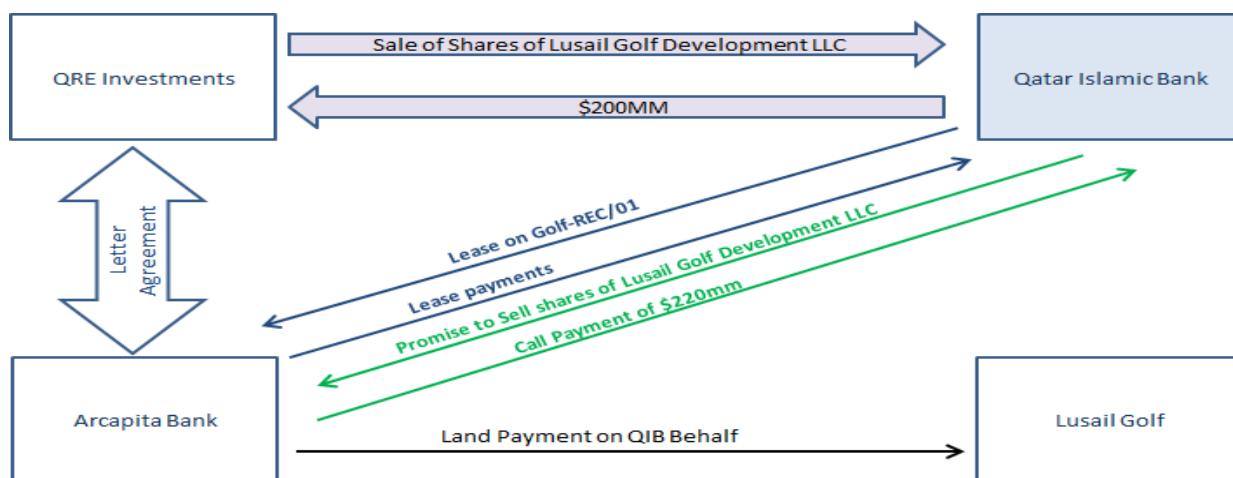 Sale of Shares of Lusail Golf Development LLC
QRE Investments
Qatar Islamic Bank
$200MM
Letter
Agreement
Lease on Golf-REC/01
Lease payments
Promise to Sell shares of Lusail Golf Development LLC
Call Payment of $220mm
Arcapita Bank
Lusail Golf
Land Payment on QIB Behalf